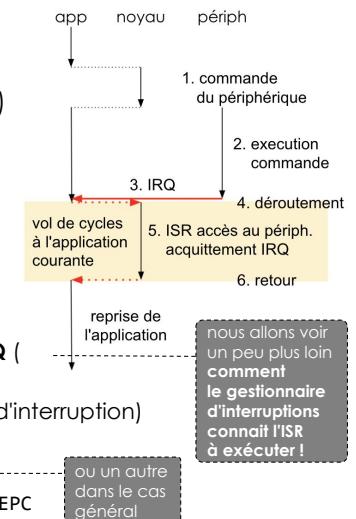 app noyau périph
1. commande
du périphérique
)
2. execution
commande
3. IRQ
4. déroutement
vol de cycles
à l'application
courante
5. ISR accès au périph.
acquittement IRQ
6. retour
reprise de
l'application
nous allons voir
un peu plus loin
comment
le gestionnaire
d'interruptions
connait l'ISR
à exécuter !
Q (
d'interruption)
ou un autre
dans le cas
général
EPC